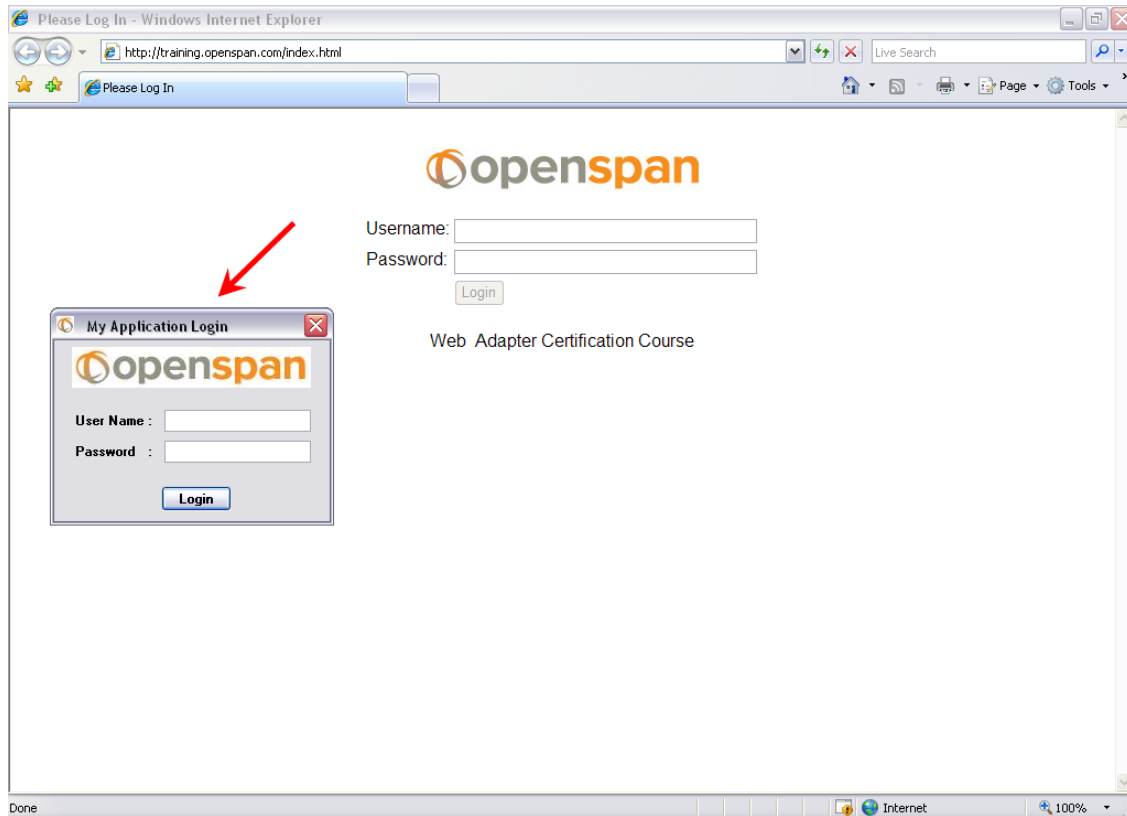 Please Log In - Windows Internet Explorer
http://training.openspan.com/index.html
Live Search
Please Log In
Page
Tools
openspan
Username:
Password:
Login
Web Adapter Certification Course
My Application Login
openspan
User Name :
Password :
Login
Done
Internet
100%